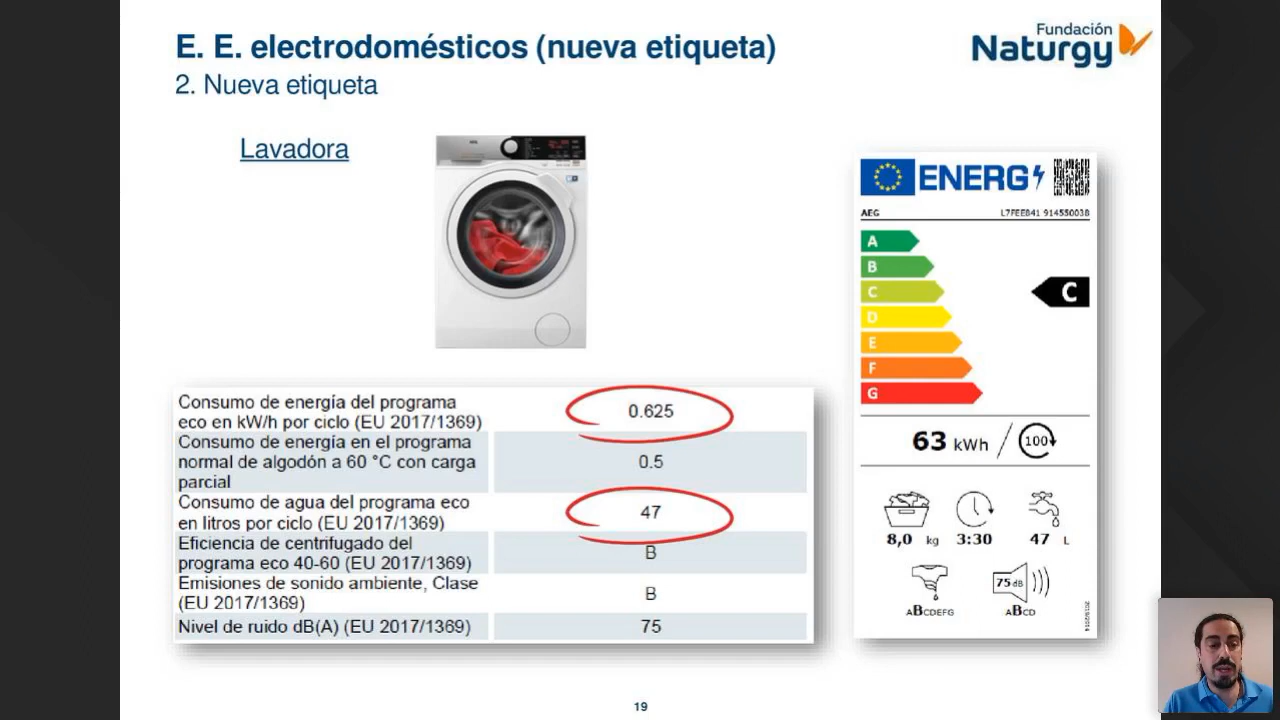 E. E. electrodomésticos (nueva etiqueta)
2. Nueva etiqueta
Fundación
Naturgy
Lavadora
Consumo de energía del programa
eco en kW/h por ciclo (EU 2017/1369)
0.625
Consumo de energía en el programa
normal de algodón a 60 °C con carga
parcial
0.5
Consumo de agua del programa eco
en litros por ciclo (EU 2017/1369)
47
Eficiencia de centrifugado del
programa eco 40-60 (EU 2017/1369)
B
Emisiones de sonido ambiente, Clase
(EU 2017/1369)
B
Nivel de ruido dB(A) (EU 2017/1369)
75
ENERG
AEG L7FEE841 914550038
A
B
C
C
D
E
F
G
63 kWh / 100
8,0 kg 3:30 47 L
75 dB
ABCDEFG ABCD
19